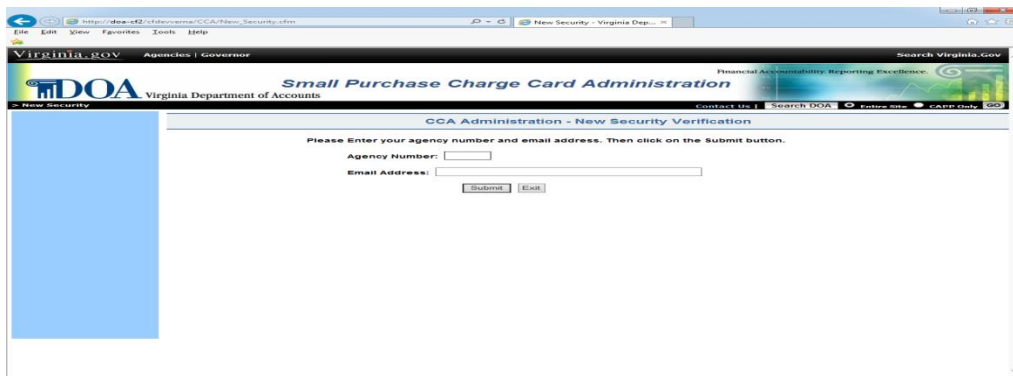 http://doa-cf2/cfdevvema/CCA/New_Security.cfm
New Security - Virginia Dep...
File Edit View Favorites Tools Help
Virginia.gov Agencies | Governor Search Virginia.Gov
Financial Accountability. Reporting Excellence.
DOA Virginia Department of Accounts
Small Purchase Charge Card Administration
> New Security Contact Us | Search DOA Entire Site CAPP Only GO
CCA Administration - New Security Verification
Please Enter your agency number and email address. Then click on the Submit button.
Agency Number:
Email Address:
Submit Exit